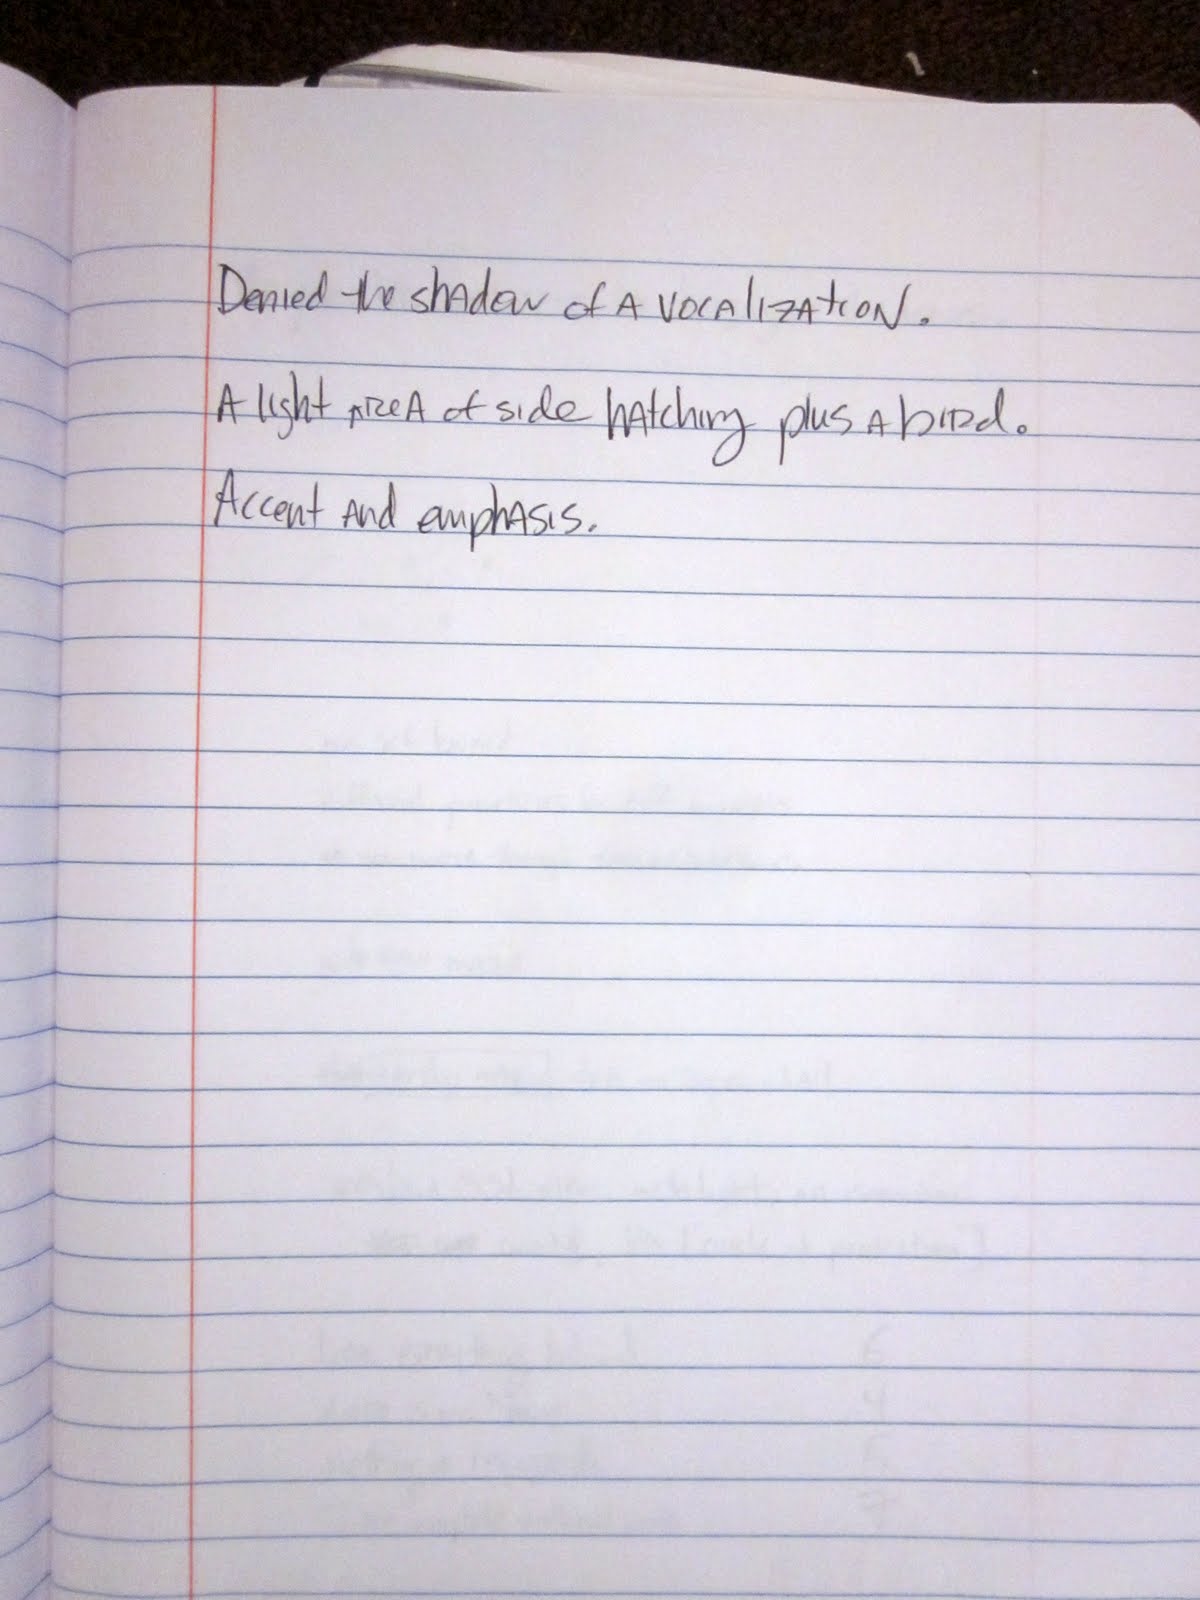 Denied the shadow of a vocalization.
A light area of side hatching plus a bird.
Accent and emphasis.